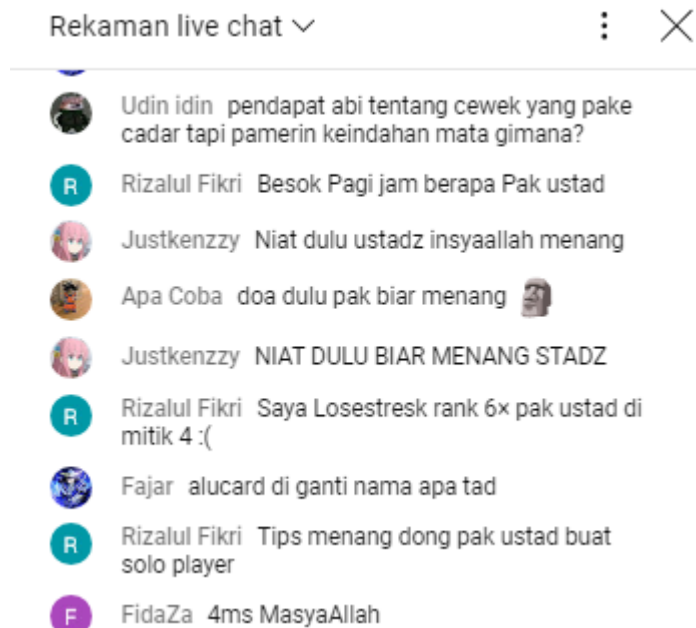 Rekaman live chat
Udin idin pendapat abi tentang cewek yang pake
cadar tapi pamerin keindahan mata gimana?
R Rizalul Fikri Besok Pagi jam berapa Pak ustad
Justkenzzy Niat dulu ustadz insyaallah menang
Apa Coba doa dulu pak biar menang 🗿
Justkenzzy NIAT DULU BIAR MENANG STADZ
R Rizalul Fikri Saya Losestresk rank 6× pak ustad di
mitik 4 :(
Fajar alucard di ganti nama apa tad
R Rizalul Fikri Tips menang dong pak ustad buat
solo player
F FidaZa 4ms MasyaAllah